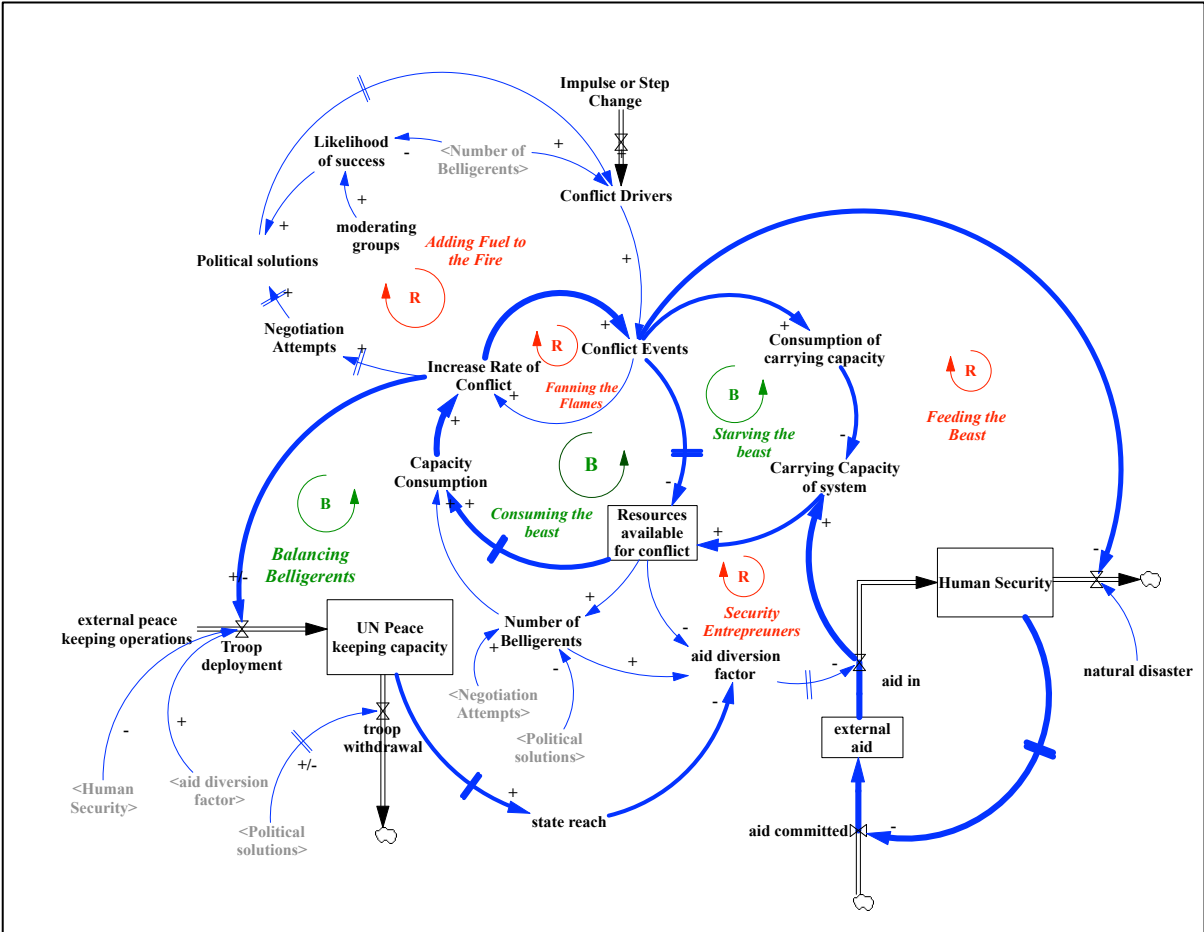 Impulse or Step
Change
Likelihood
of success
<Number of
Belligerents>
+
-
+
Conflict Drivers
+
moderating
groups
+
Political solutions
Adding Fuel to
the Fire
+
R
+
Negotiation
Attempts
+
+
R
Conflict Events
+
Consumption of
carrying capacity
Increase Rate of
Conflict
+
Fanning the
Flames
R
B
Feeding the
Beast
Starving the
beast
+
-
Capacity
Consumption
B
Carrying Capacity
of system
+
+
-
B
Consuming the
beast
Resources
available
for conflict
+
+
Balancing
Belligerents
R
-
Human Security
+/-
Security
Entrepruners
+
external peace
keeping operations
Troop
deployment
UN Peace
keeping capacity
Number of
Belligerents
-
+
aid diversion
factor
-
aid in
natural disaster
+
<Negotiation
Attempts>
-
-
+
-
troop
withdrawal
<Political
solutions>
external
aid
+/-
<Human
Security>
<aid diversion
factor>
+
state reach
<Political
solutions>
aid committed
-